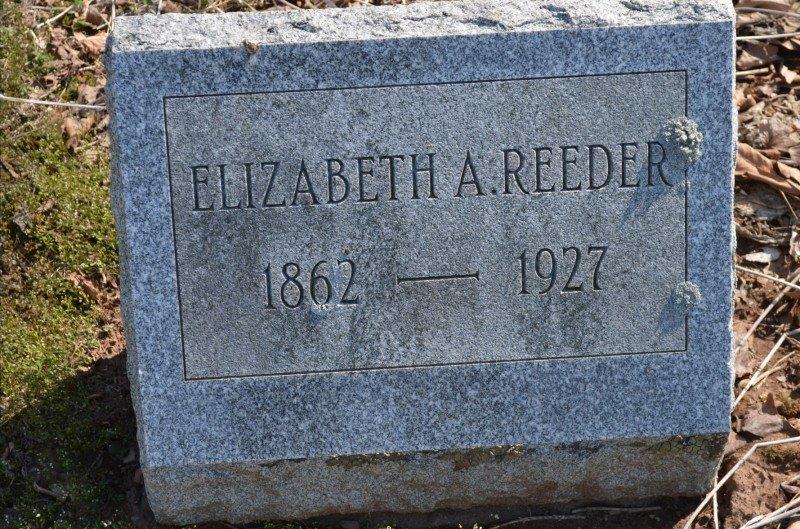 ELIZABETH A. REEDER
1862 — 1927